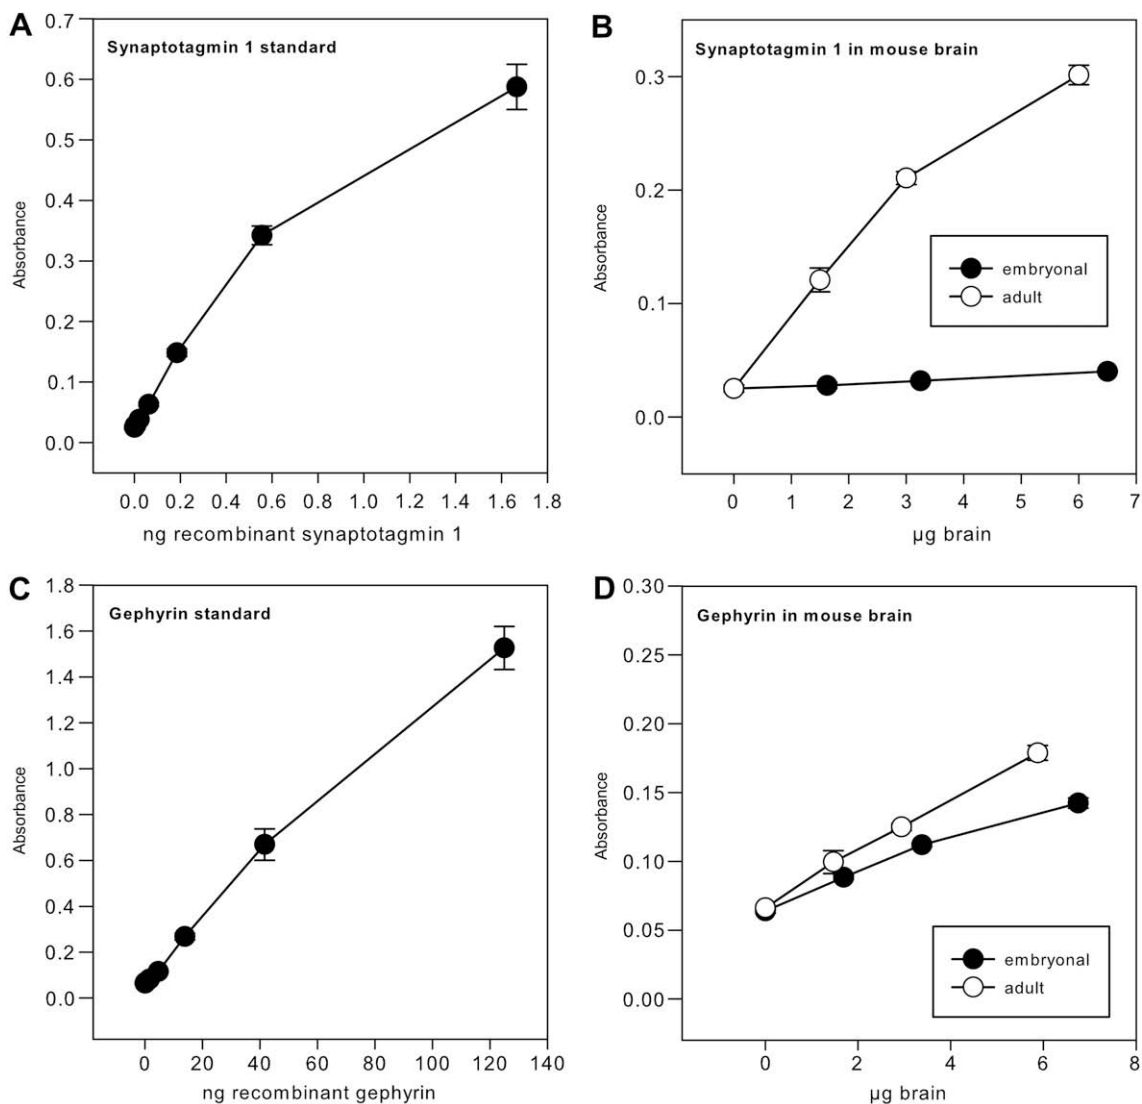 A
Synaptotagmin 1 standard
0.7
0.6
0.5
0.4
0.3
0.2
0.1
0.0
Absorbance
0.0 0.2 0.4 0.6 0.8 1.0 1.2 1.4 1.6 1.8
ng recombinant synaptotagmin 1
B
Synaptotagmin 1 in mouse brain
0.3
0.2
0.1
0.0
Absorbance
embryonal
adult
0 1 2 3 4 5 6 7
µg brain
C
Gephyrin standard
1.8
1.6
1.4
1.2
1.0
0.8
0.6
0.4
0.2
0.0
Absorbance
0 20 40 60 80 100 120 140
ng recombinant gephyrin
D
Gephyrin in mouse brain
0.30
0.25
0.20
0.15
0.10
0.05
0.00
Absorbance
embryonal
adult
0 2 4 6 8
µg brain